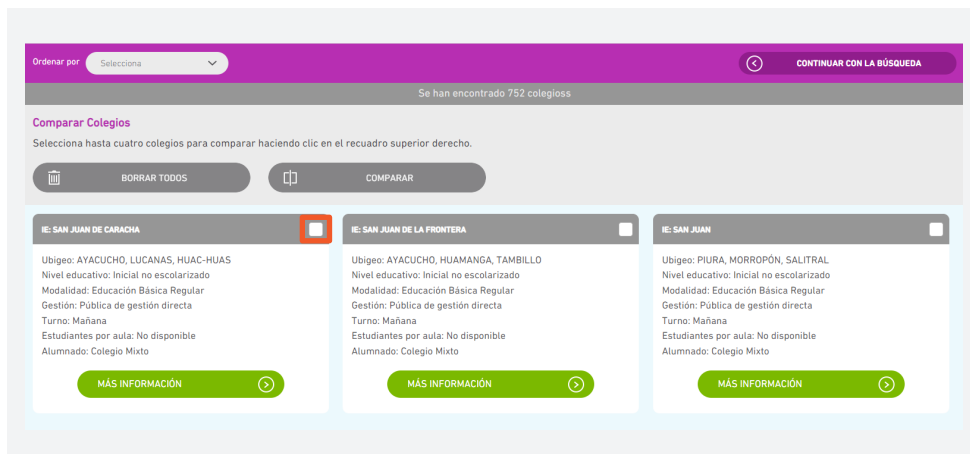 Ordenar por Selecciona CONTINUAR CON LA BÚSQUEDA
Se han encontrado 752 colegioss
Comparar Colegios
Selecciona hasta cuatro colegios para comparar haciendo clic en el recuadro superior derecho.
BORRAR TODOS COMPARAR
IE: SAN JUAN DE CARACHA
Ubigeo: AYACUCHO, LUCANAS, HUAC-HUAS
Nivel educativo: Inicial no escolarizado
Modalidad: Educación Básica Regular
Gestión: Pública de gestión directa
Turno: Mañana
Estudiantes por aula: No disponible
Alumnado: Colegio Mixto
MÁS INFORMACIÓN
IE: SAN JUAN DE LA FRONTERA
Ubigeo: AYACUCHO, HUAMANGA, TAMBILLO
Nivel educativo: Inicial no escolarizado
Modalidad: Educación Básica Regular
Gestión: Pública de gestión directa
Turno: Mañana
Estudiantes por aula: No disponible
Alumnado: Colegio Mixto
MÁS INFORMACIÓN
IE: SAN JUAN
Ubigeo: PIURA, MORROPÓN, SALITRAL
Nivel educativo: Inicial no escolarizado
Modalidad: Educación Básica Regular
Gestión: Pública de gestión directa
Turno: Mañana
Estudiantes por aula: No disponible
Alumnado: Colegio Mixto
MÁS INFORMACIÓN